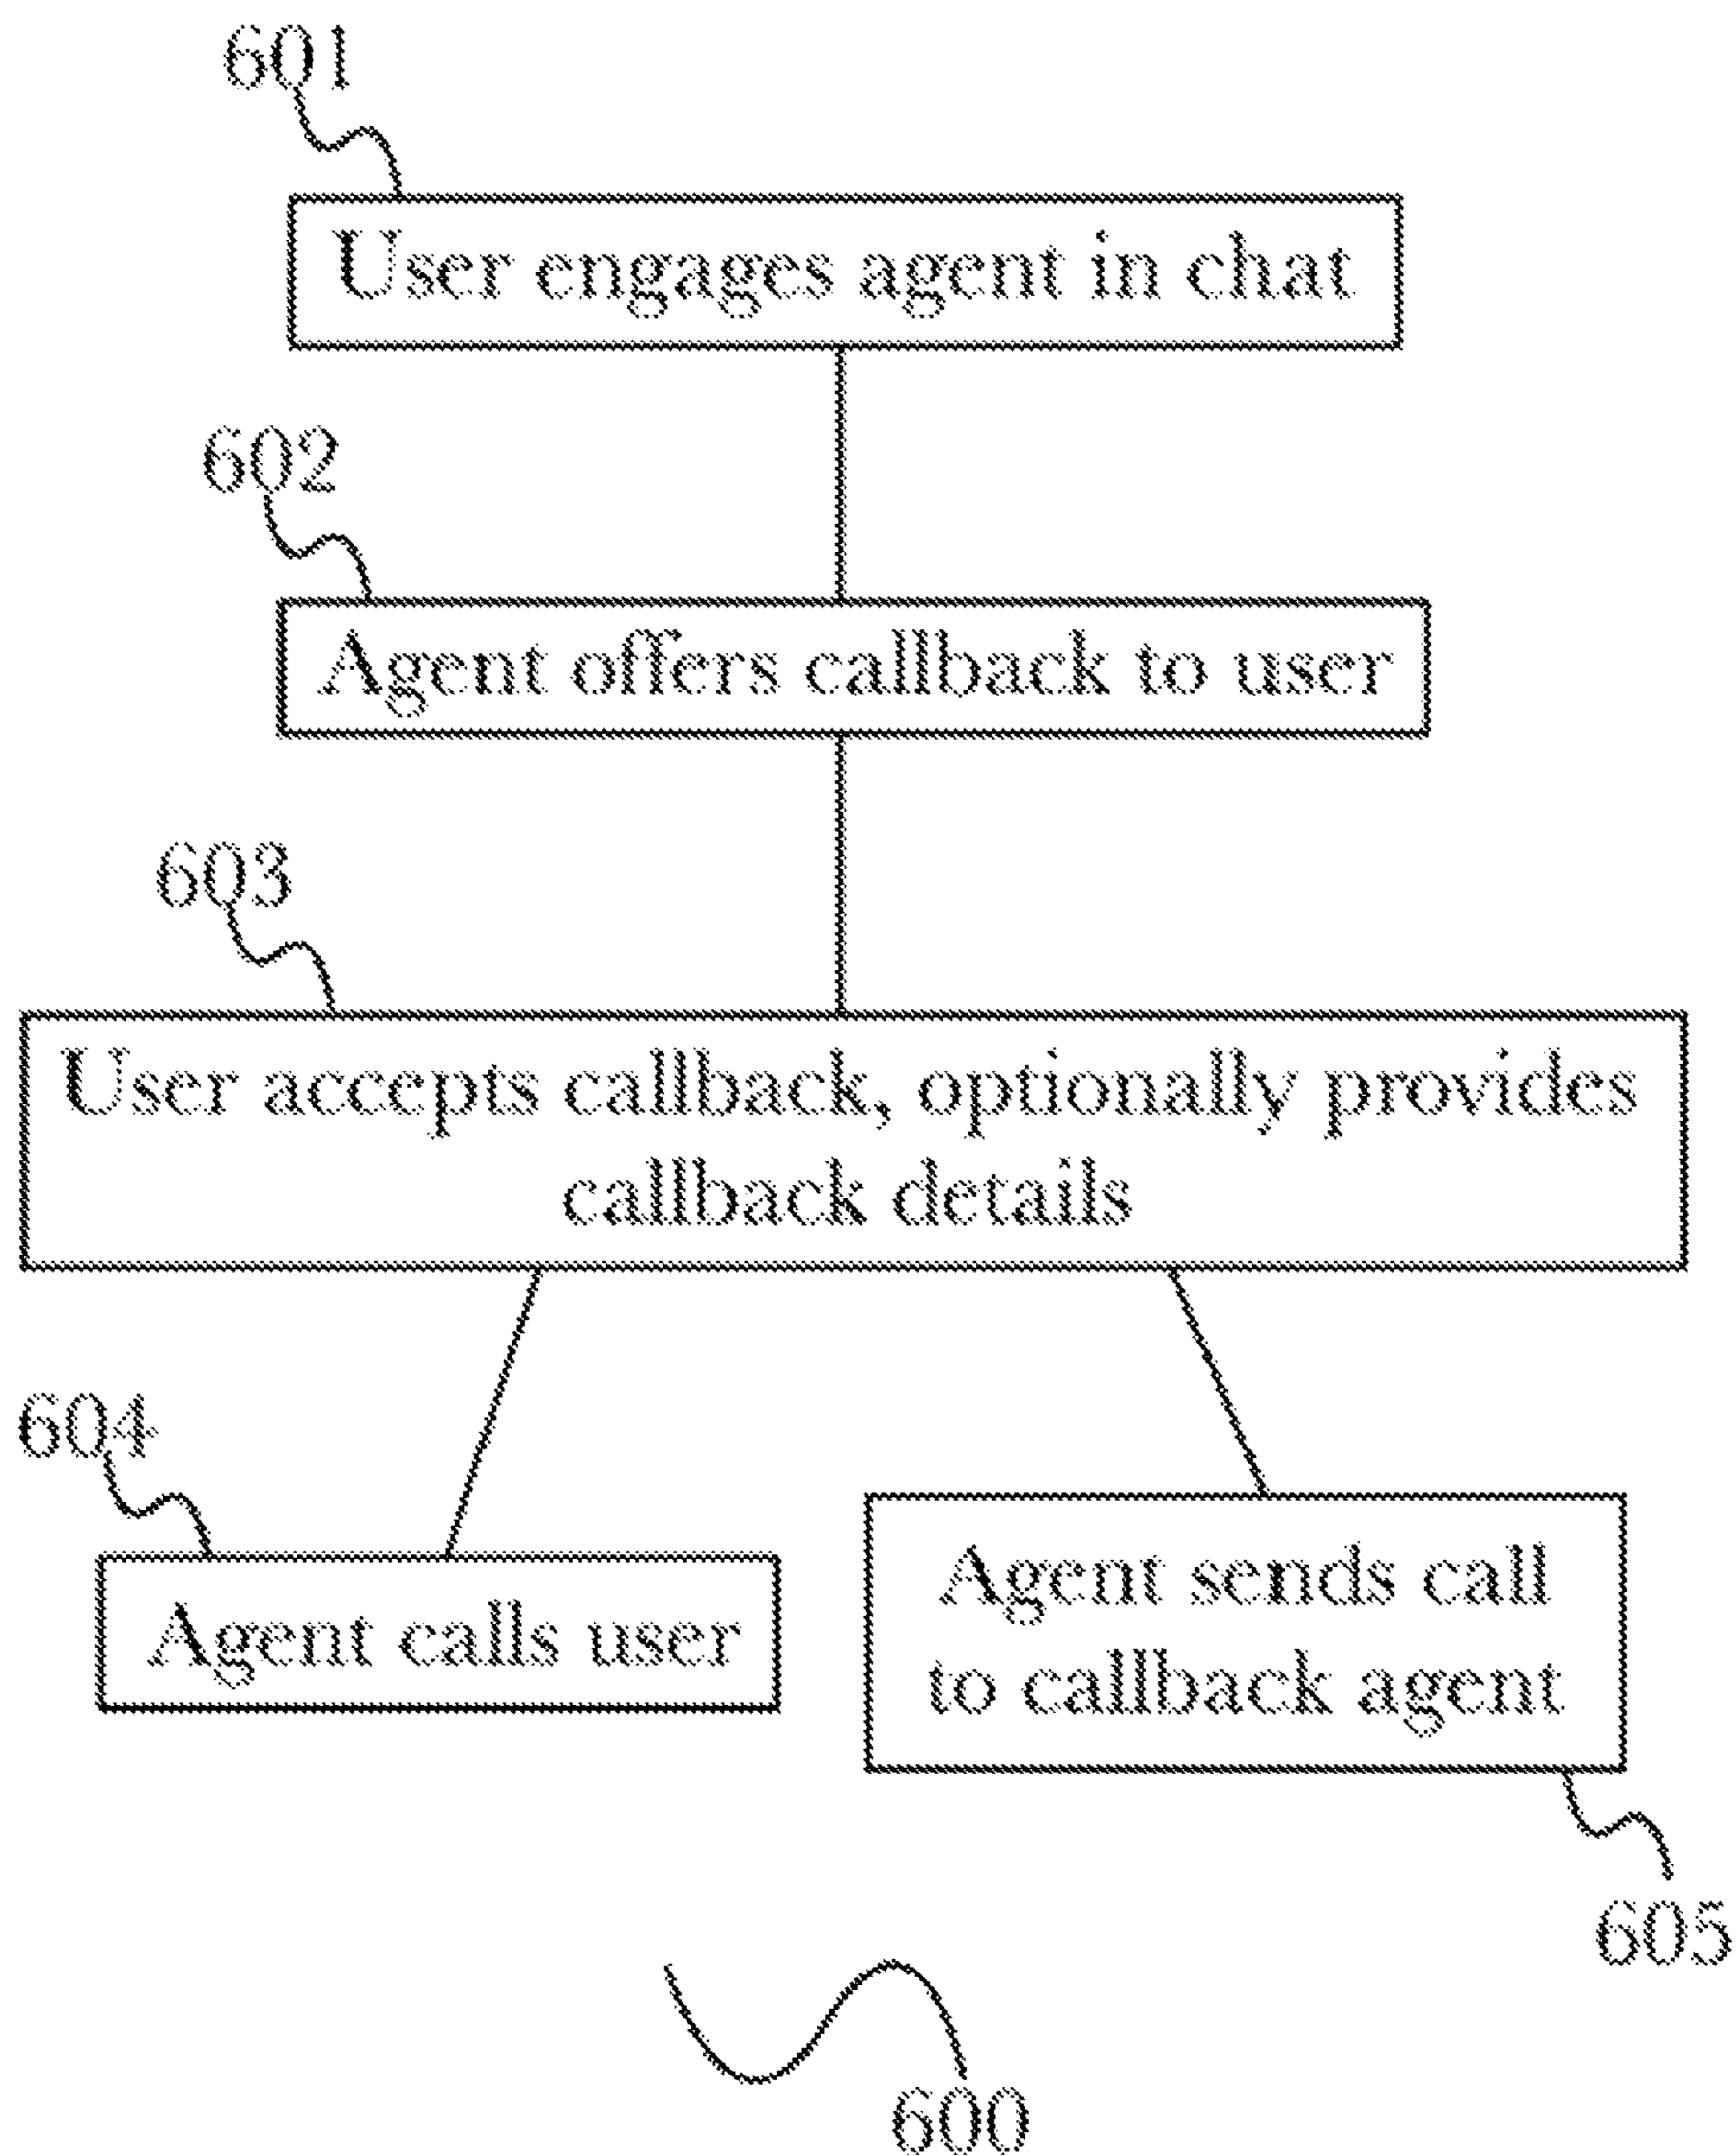 601
User engages agent in chat
602
Agent offers callback to user
603
User accepts callback, optionally provides
callback details
604
Agent calls user
Agent sends call
to callback agent
605
600